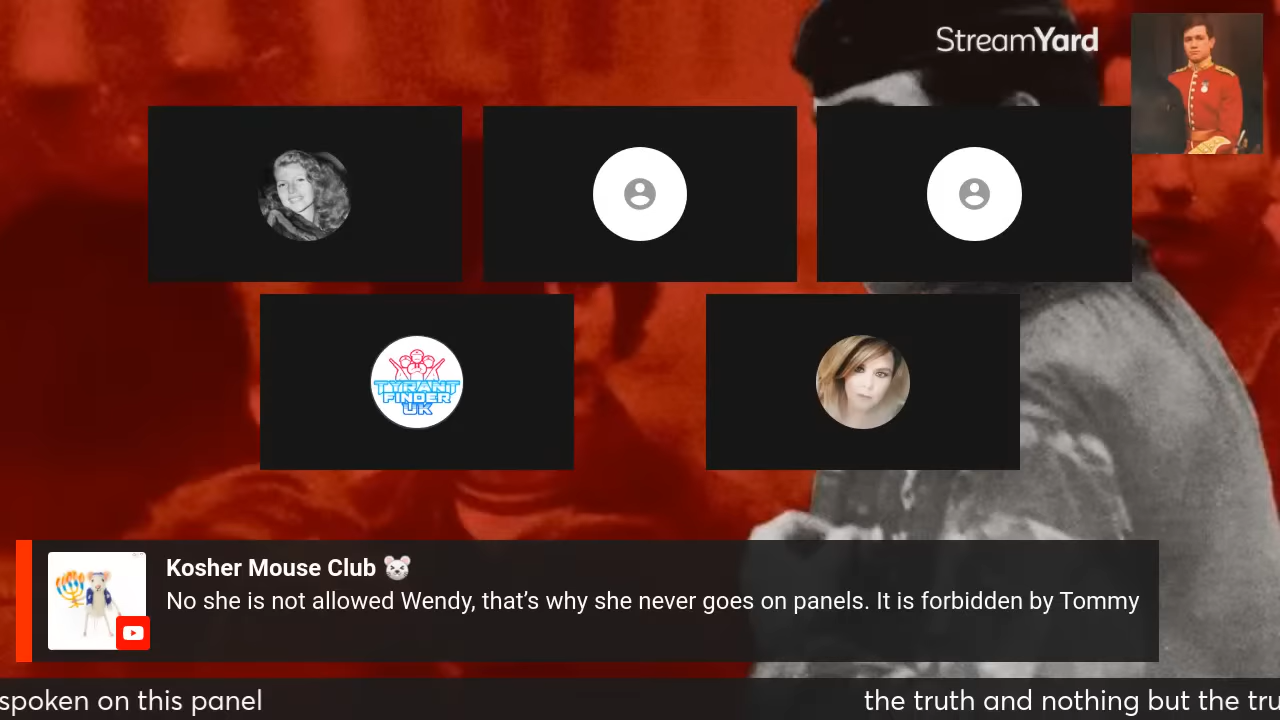 StreamYard
TYRANT
FINDER
UK
Kosher Mouse Club 🐭
No she is not allowed Wendy, that’s why she never goes on panels. It is forbidden by Tommy
spoken on this panel the truth and nothing but the tru